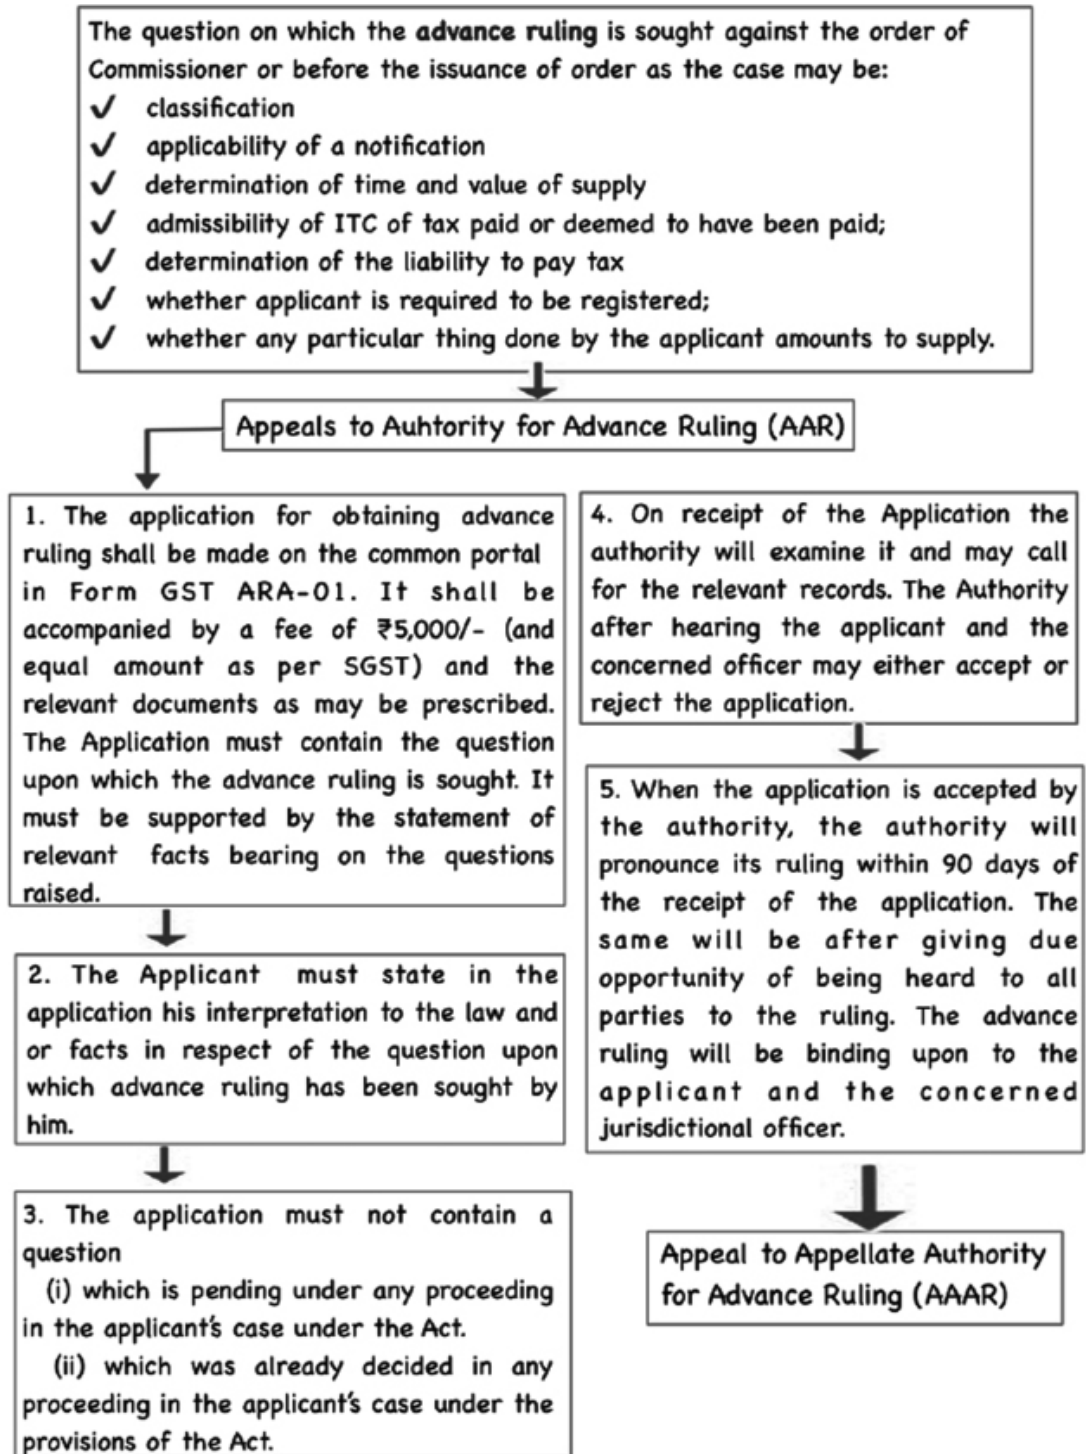 The question on which the advance ruling is sought against the order of
Commissioner or before the issuance of order as the case may be:
✓ classification
✓ applicability of a notification
✓ determination of time and value of supply
✓ admissibility of ITC of tax paid or deemed to have been paid;
✓ determination of the liability to pay tax
✓ whether applicant is required to be registered;
✓ whether any particular thing done by the applicant amounts to supply.
Appeals to Auhtority for Advance Ruling (AAR)
1. The application for obtaining advance
ruling shall be made on the common portal
in Form GST ARA-01. It shall be
accompanied by a fee of ₹5,000/- (and
equal amount as per SGST) and the
relevant documents as may be prescribed.
The Application must contain the question
upon which the advance ruling is sought. It
must be supported by the statement of
relevant facts bearing on the questions
raised.
2. The Applicant must state in the
application his interpretation to the law and
or facts in respect of the question upon
which advance ruling has been sought by
him.
3. The application must not contain a
question
(i) which is pending under any proceeding
in the applicant's case under the Act.
(ii) which was already decided in any
proceeding in the applicant's case under the
provisions of the Act.
4. On receipt of the Application the
authority will examine it and may call
for the relevant records. The Authority
after hearing the applicant and the
concerned officer may either accept or
reject the application.
5. When the application is accepted by
the authority, the authority will
pronounce its ruling within 90 days of
the receipt of the application. The
same will be after giving due
opportunity of being heard to all
parties to the ruling. The advance
ruling will be binding upon to the
applicant and the concerned
jurisdictional officer.
Appeal to Appellate Authority
for Advance Ruling (AAAR)